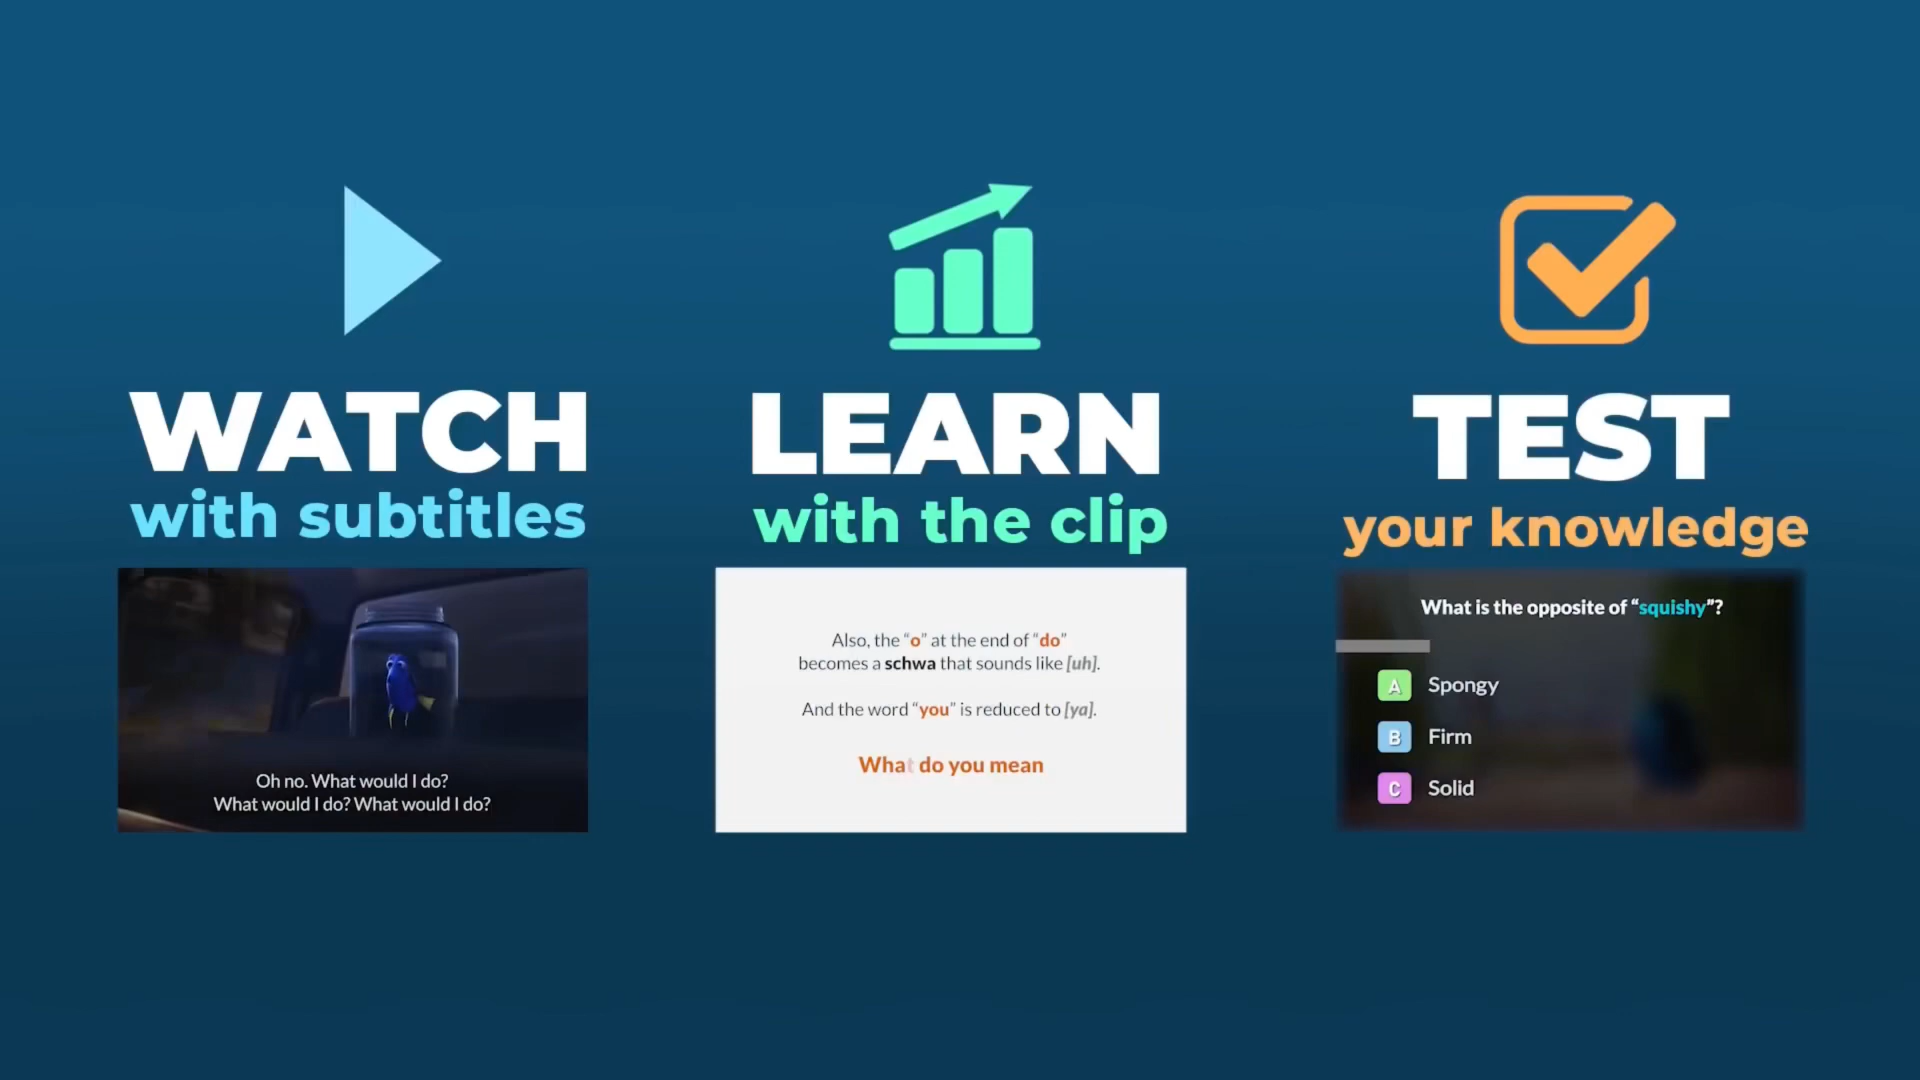 WATCH
with subtitles
Oh no. What would I do?
What would I do? What would I do?
LEARN
with the clip
Also, the “o” at the end of “do”
becomes a schwa that sounds like [uh].
And the word “you” is reduced to [ya].
What do you mean
TEST
your knowledge
What is the opposite of “squishy”?
A Spongy
B Firm
C Solid